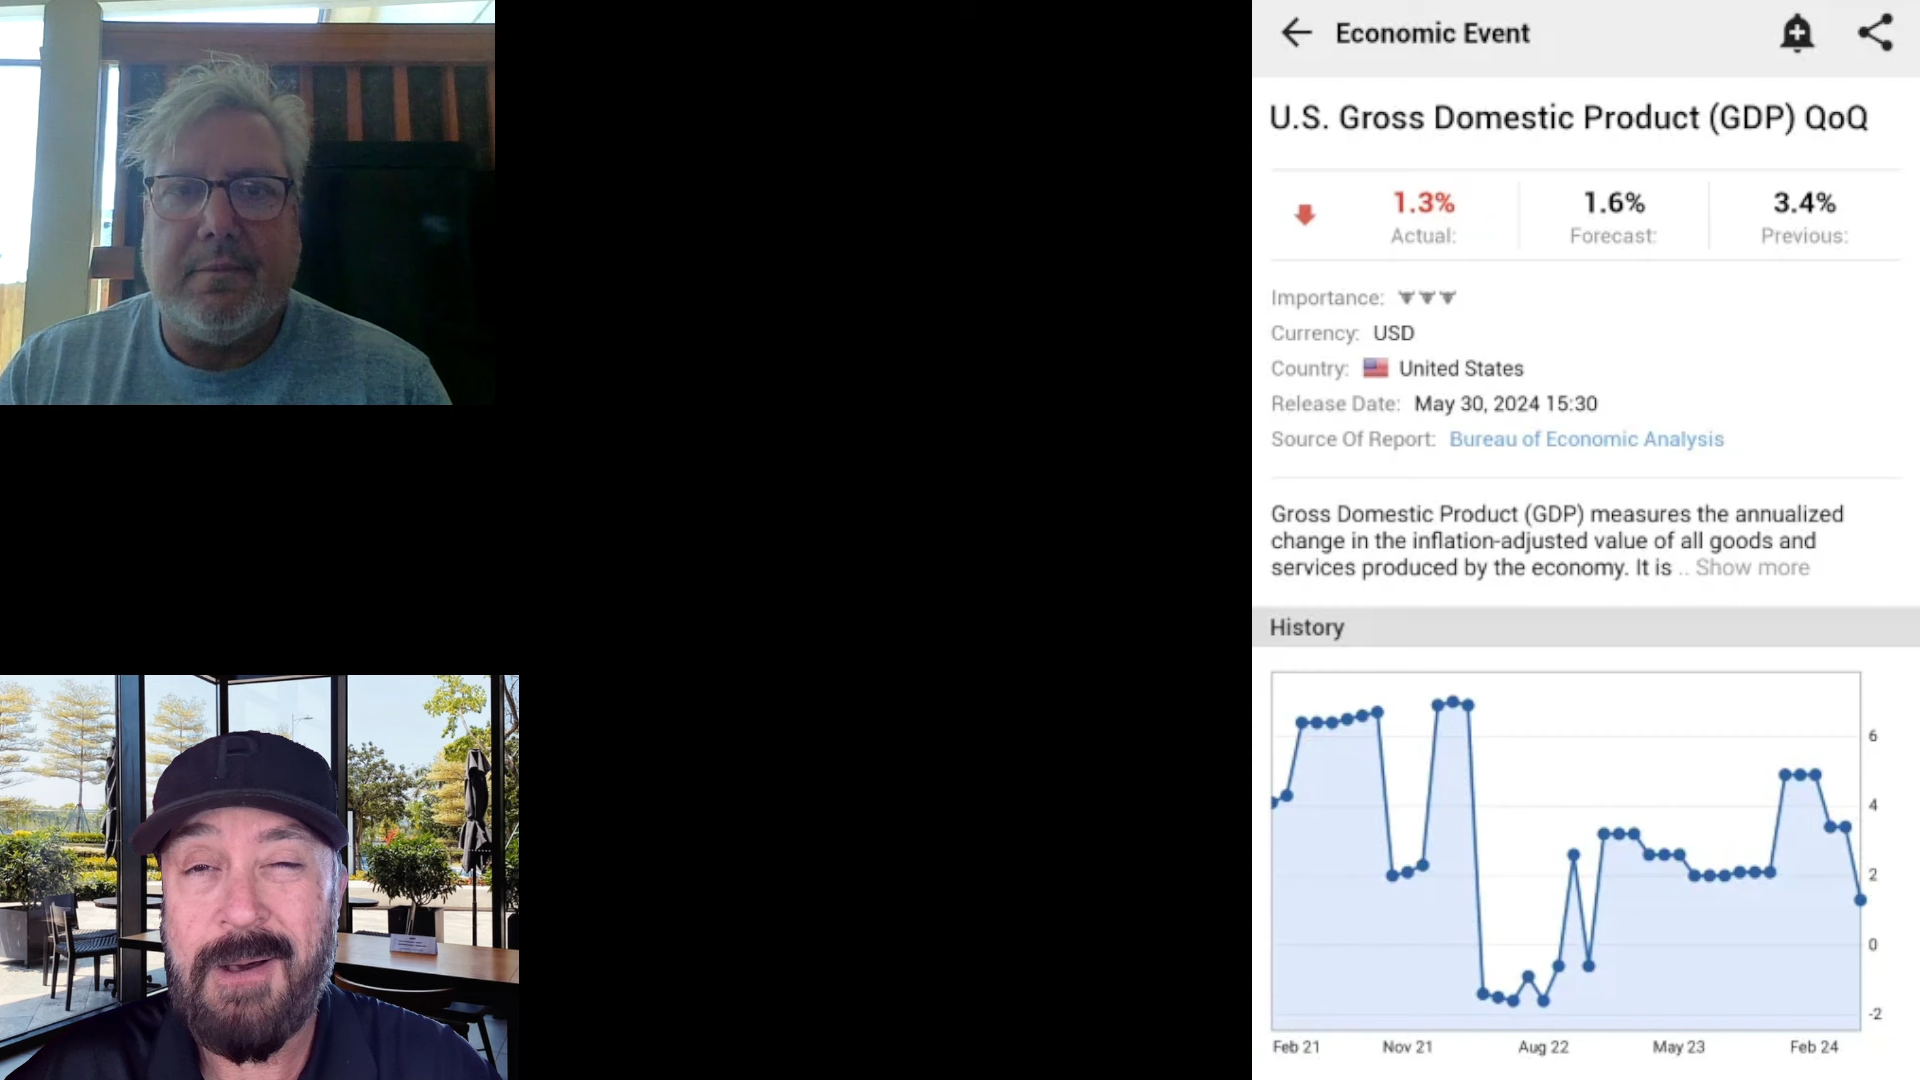 Economic Event
U.S. Gross Domestic Product (GDP) QoQ
1.3% 1.6% 3.4%
Actual: Forecast: Previous:
Importance:
Currency: USD
Country: United States
Release Date: May 30, 2024 15:30
Source Of Report: Bureau of Economic Analysis
Gross Domestic Product (GDP) measures the annualized
change in the inflation-adjusted value of all goods and
services produced by the economy. It is .. Show more
History
6
4
2
0
-2
Feb 21 Nov 21 Aug 22 May 23 Feb 24
P